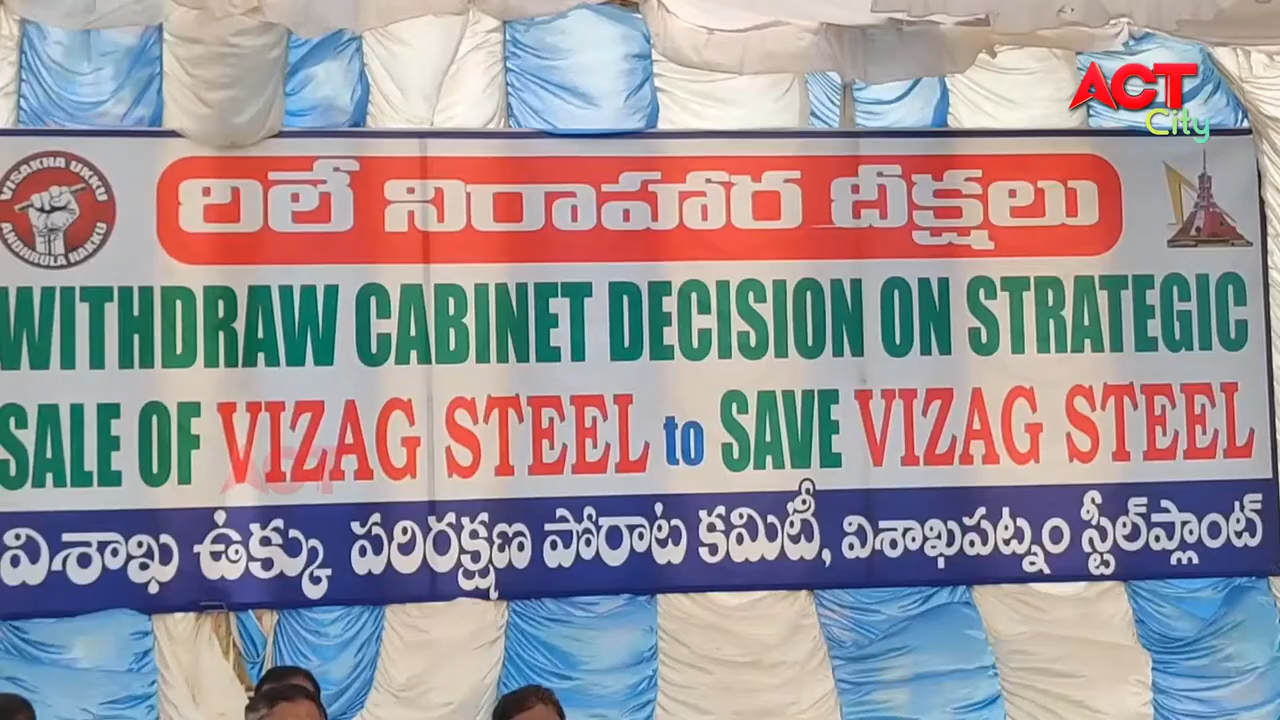 ACT
City
VISAKHA UKKU
ANDHRULA HAKKU
రిలే నిరాహార దీక్షలు
WITHDRAW CABINET DECISION ON STRATEGIC
SALE OF VIZAG STEEL to SAVE VIZAG STEEL
ACT
విశాఖ ఉక్కు పరిరక్షణ పోరాట కమిటీ, విశాఖపట్నం స్టీల్‌ప్లాంట్